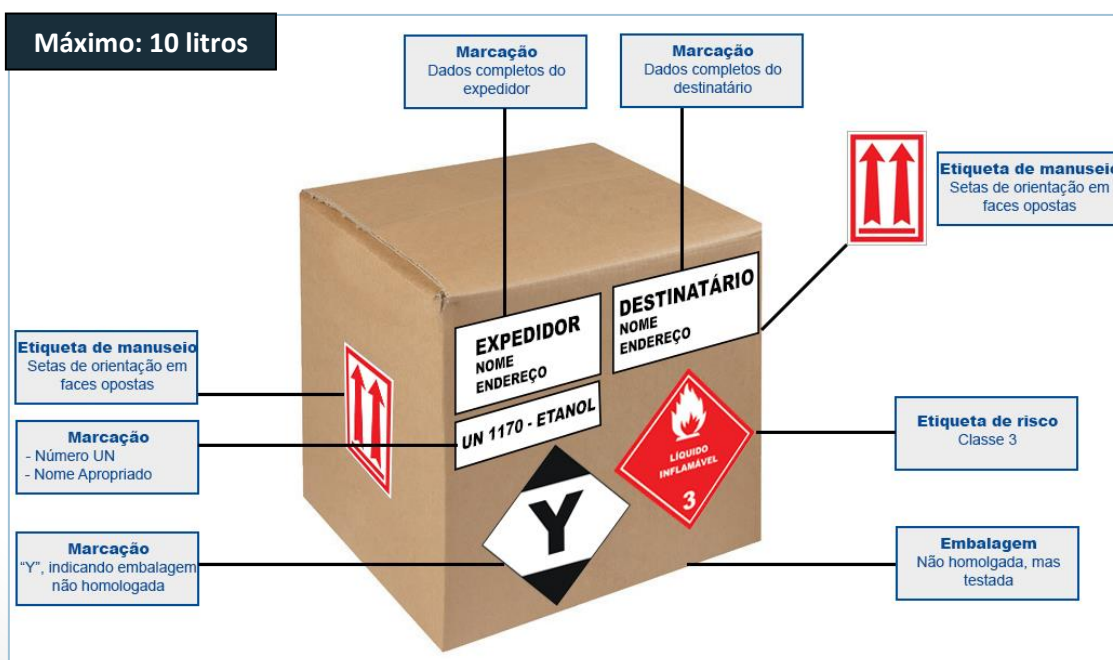 Máximo: 10 litros
Marcação
Dados completos do
expedidor
Marcação
Dados completos do
destinatário
Etiqueta de manuseio
Setas de orientação em
faces opostas
EXPEDIDOR
NOME
ENDEREÇO
DESTINATÁRIO
NOME
ENDEREÇO
UN 1170 - ETANOL
LÍQUIDO
INFLAMÁVEL
3
Y
Etiqueta de manuseio
Setas de orientação em
faces opostas
Marcação
- Número UN
- Nome Apropriado
Marcação
“Y”, indicando embalagem
não homologada
Etiqueta de risco
Classe 3
Embalagem
Não homolgada, mas
testada